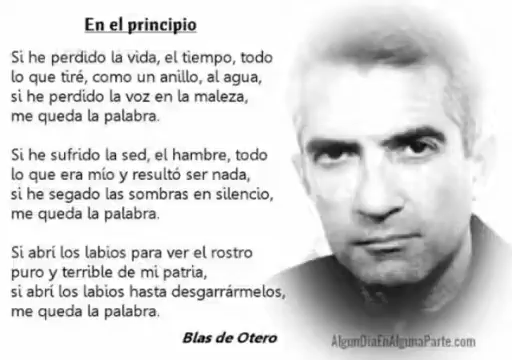 En el principio
Si he perdido la vida, el tiempo, todo
lo que tiré, como un anillo, al agua,
si he perdido la voz en la maleza,
me queda la palabra.
Si he sufrido la sed, el hambre, todo
lo que era mío y resultó ser nada,
si he segado las sombras en silencio,
me queda la palabra.
Si abrí los labios para ver el rostro
puro y terrible de mi patria,
si abrí los labios hasta desgarrármelos,
me queda la palabra.
Blas de Otero
AlgunDiaEnAlgunaParte.com